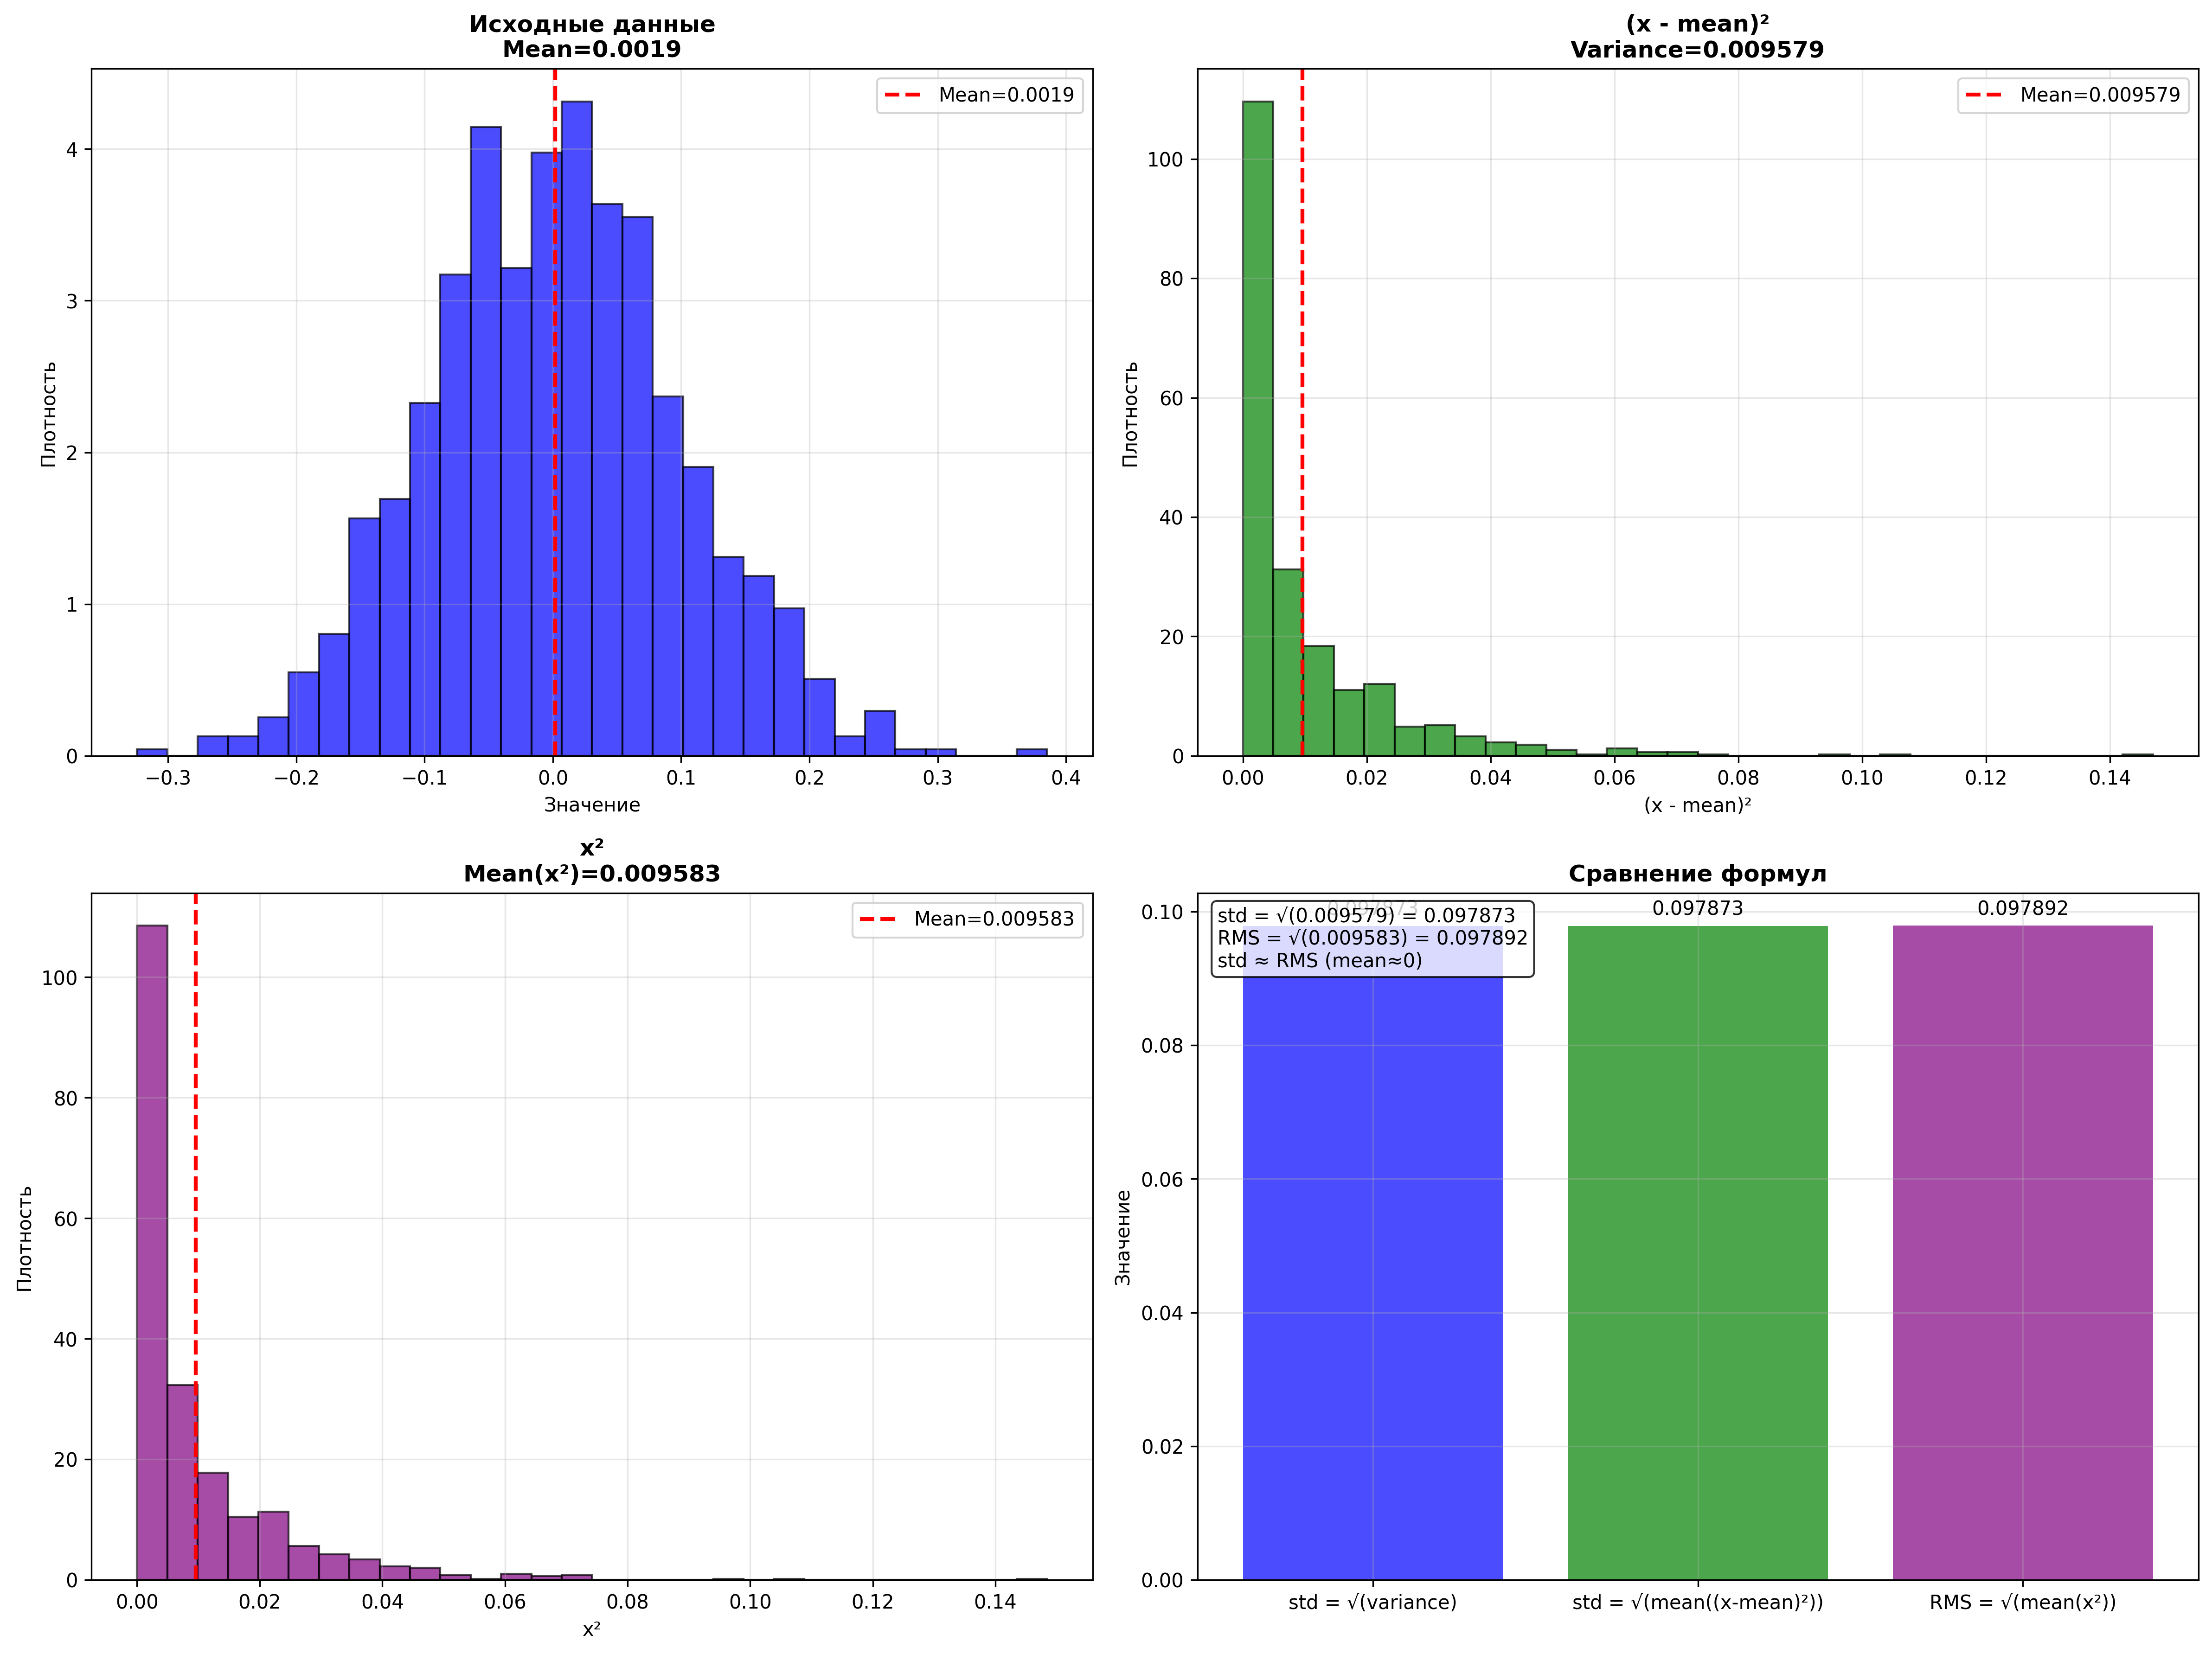 Исходные данные
Mean=0.0019
Mean=0.0019
Плотность
4
3
2
1
0
−0.3 −0.2 −0.1 0.0 0.1 0.2 0.3 0.4
Значение
(x - mean)²
Variance=0.009579
Mean=0.009579
Плотность
100
80
60
40
20
0
0.00 0.02 0.04 0.06 0.08 0.10 0.12 0.14
(x - mean)²
x²
Mean(x²)=0.009583
Mean=0.009583
Плотность
100
80
60
40
20
0
0.00 0.02 0.04 0.06 0.08 0.10 0.12 0.14
x²
Сравнение формул
0.097873 0.097873 0.097892
std = √(0.009579) = 0.097873
RMS = √(0.009583) = 0.097892
std ≈ RMS (mean≈0)
Значение
0.10
0.08
0.06
0.04
0.02
0.00
std = √(variance) std = √(mean((x-mean)²)) RMS = √(mean(x²))